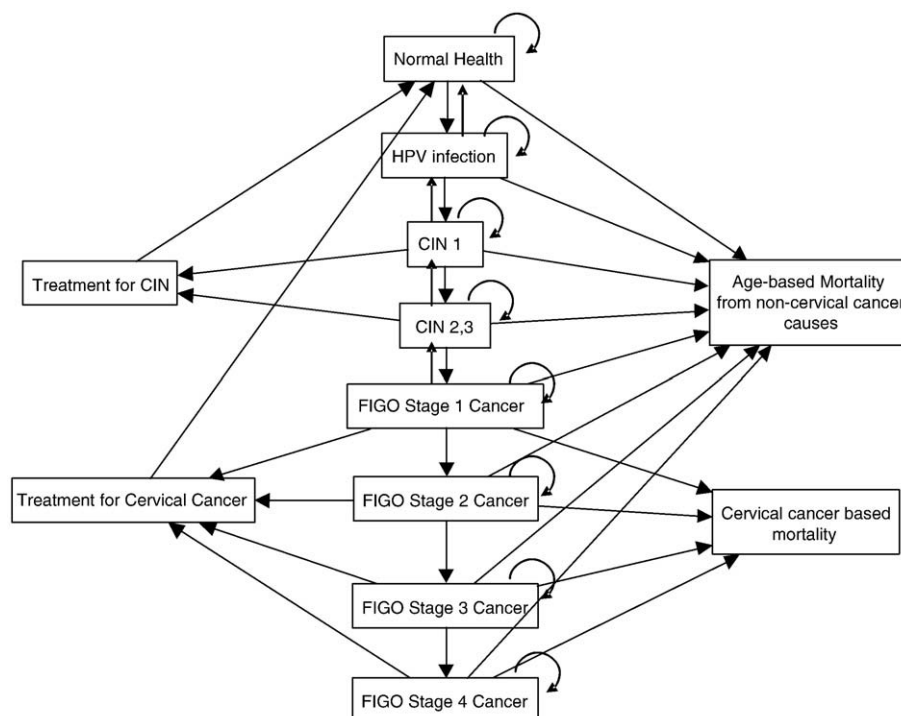 Normal Health
HPV infection
CIN 1
Treatment for CIN
Age-based Mortality
from non-cervical cancer
causes
CIN 2,3
FIGO Stage 1 Cancer
Treatment for Cervical Cancer
FIGO Stage 2 Cancer
Cervical cancer based
mortality
FIGO Stage 3 Cancer
FIGO Stage 4 Cancer